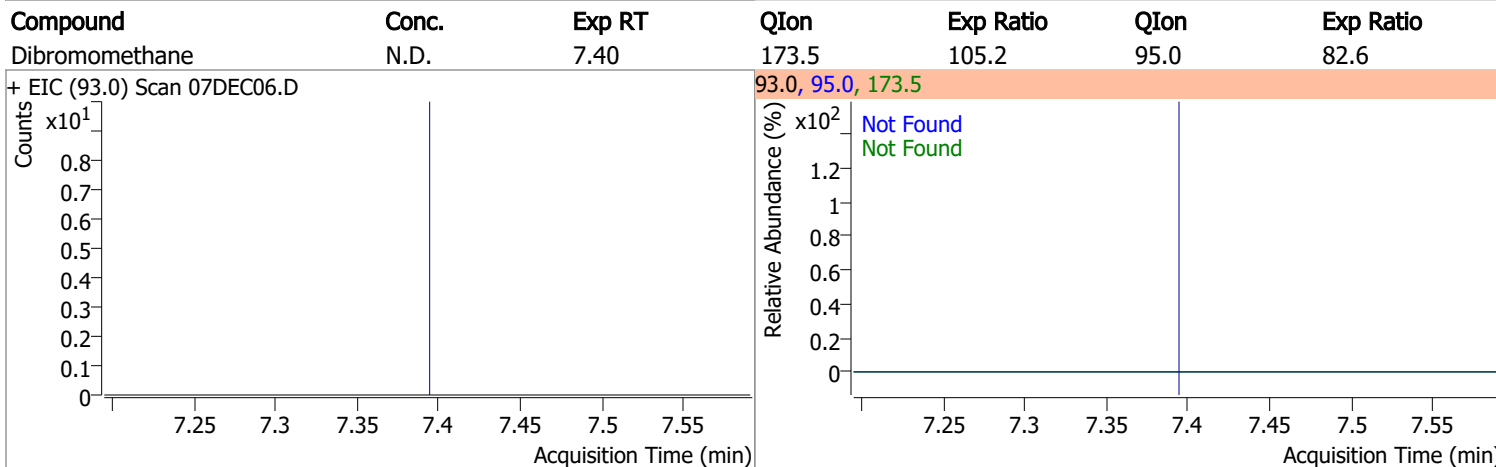 Compound Conc. Exp RT QIon Exp Ratio QIon Exp Ratio
Dibromomethane N.D. 7.40 173.5 105.2 95.0 82.6
+ EIC (93.0) Scan 07DEC06.D
Counts
x10¹
0.8
0.7
0.6
0.5
0.4
0.3
0.2
0.1
0
7.25 7.3 7.35 7.4 7.45 7.5 7.55
Acquisition Time (min)
93.0, 95.0, 173.5
Relative Abundance (%)
x10²
Not Found
Not Found
1.2
1
0.8
0.6
0.4
0.2
0
7.25 7.3 7.35 7.4 7.45 7.5 7.55
Acquisition Time (min)